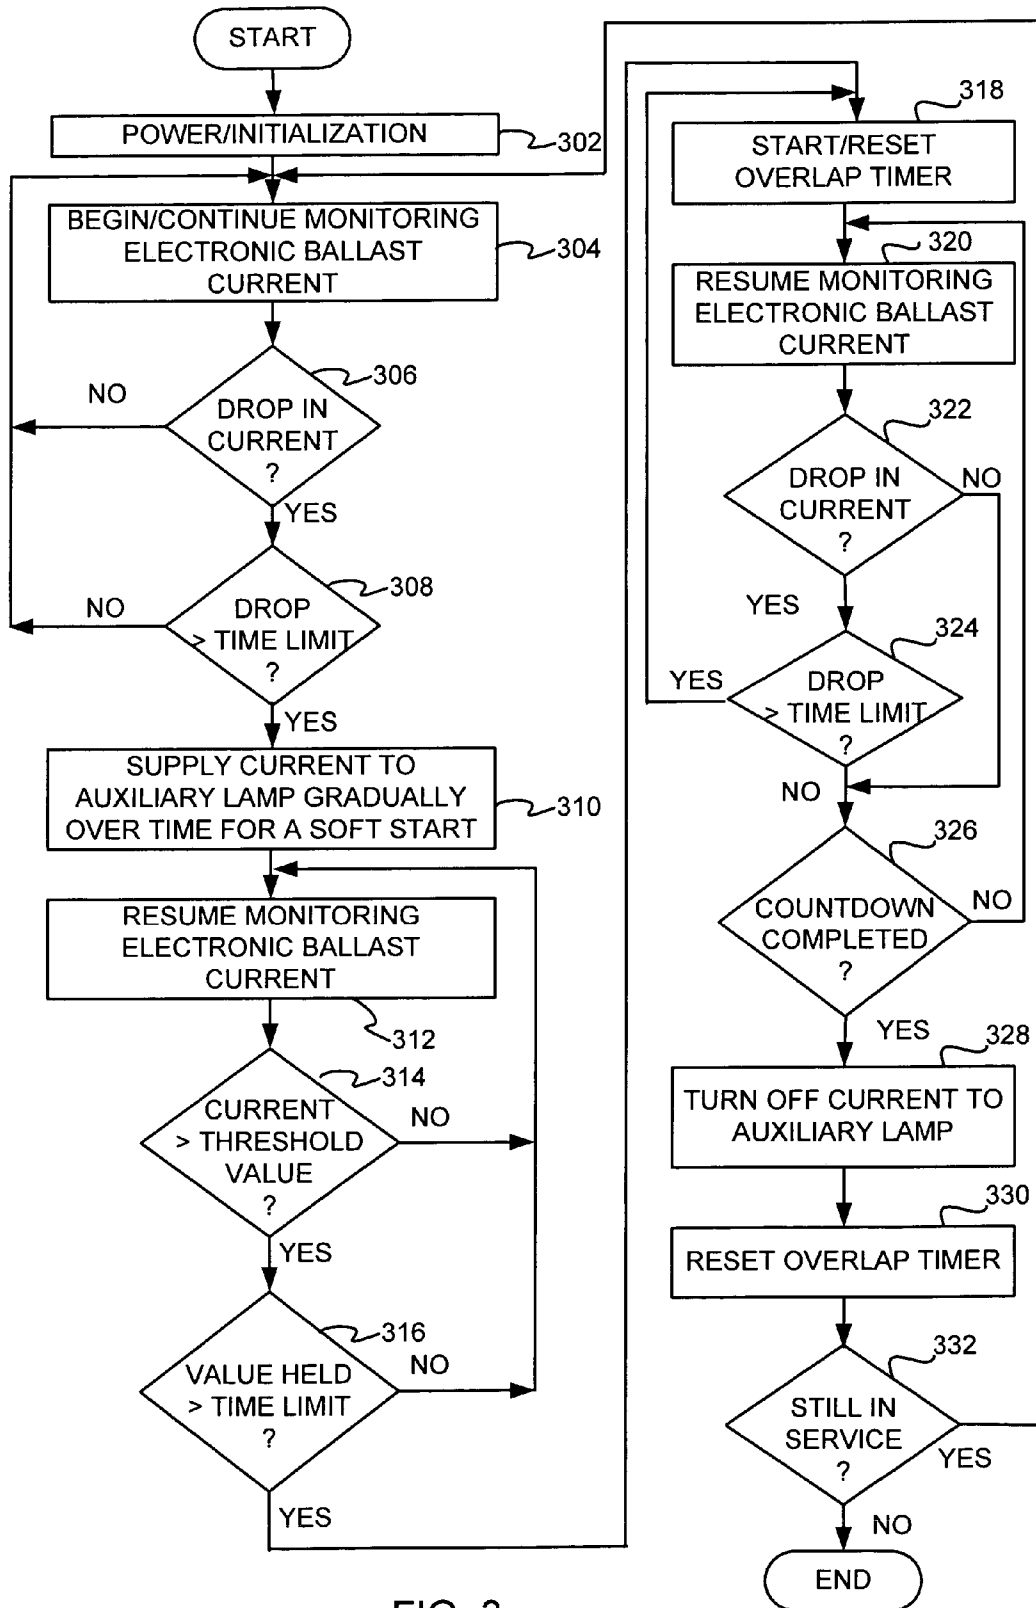 START
POWER/INITIALIZATION
302
BEGIN/CONTINUE MONITORING
ELECTRONIC BALLAST
CURRENT
304
306
NO
DROP IN
CURRENT
?
YES
308
NO
DROP
> TIME LIMIT
?
YES
SUPPLY CURRENT TO
AUXILIARY LAMP GRADUALLY
OVER TIME FOR A SOFT START
310
RESUME MONITORING
ELECTRONIC BALLAST
CURRENT
312
314
CURRENT
> THRESHOLD
VALUE
?
NO
YES
316
VALUE HELD
> TIME LIMIT
?
NO
YES
318
START/RESET
OVERLAP TIMER
320
RESUME MONITORING
ELECTRONIC BALLAST
CURRENT
322
DROP IN
CURRENT
?
NO
YES
324
YES
DROP
> TIME LIMIT
?
NO
326
COUNTDOWN
COMPLETED
?
NO
YES
328
TURN OFF CURRENT TO
AUXILIARY LAMP
330
RESET OVERLAP TIMER
332
STILL IN
SERVICE
?
YES
NO
END